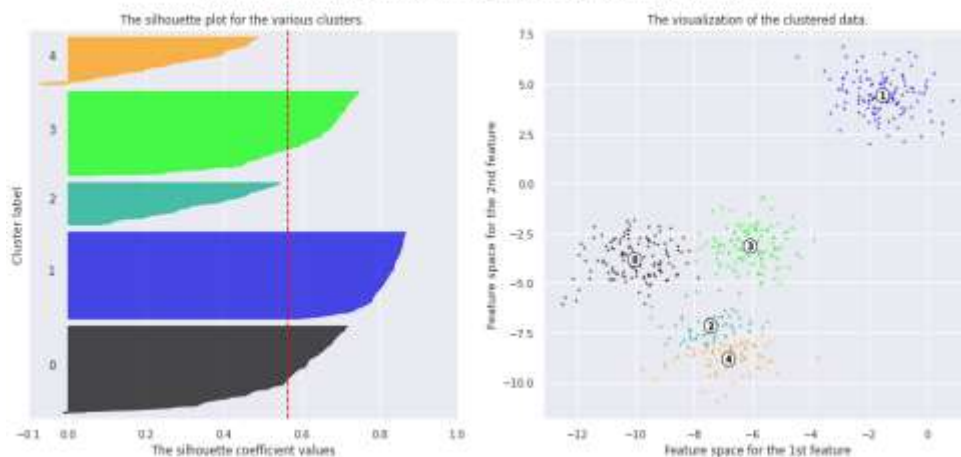 The silhouette plot for the various clusters.
4
3
2
1
0
Cluster label
−0.1 0.0 0.2 0.4 0.6 0.8 1.0
The silhouette coefficient values
The visualization of the clustered data.
7.5
5.0
2.5
0.0
−2.5
−5.0
−7.5
−10.0
Feature space for the 2nd feature
1
3
2
4
−12 −10 −8 −6 −4 −2 0
Feature space for the 1st feature